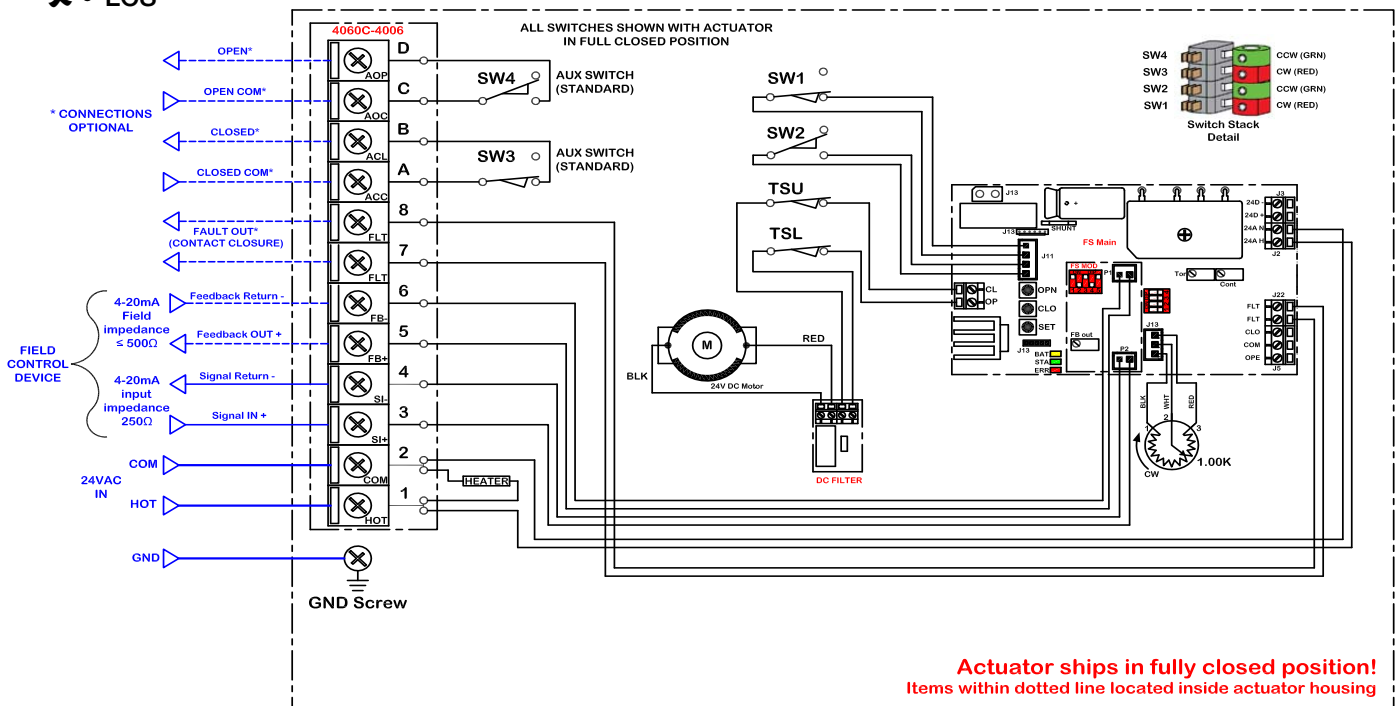 ALL SWITCHES SHOWN WITH ACTUATOR
IN FULL CLOSED POSITION
4060C-4006
OPEN*
D
AOP
OPEN COM*
C
AOC
SW4
AUX SWITCH
(STANDARD)
* CONNECTIONS
OPTIONAL
CLOSED*
B
ACL
CLOSED COM*
A
ACC
SW3
AUX SWITCH
(STANDARD)
FAULT OUT*
(CONTACT CLOSURE)
8
FLT
7
FLT
FIELD
CONTROL
DEVICE
4-20mA
Field
impedance
≤ 500Ω
Feedback Return -
6
FB-
Feedback OUT +
5
FB+
4-20mA
input
impedance
250Ω
Signal Return -
4
SI-
Signal IN +
3
SI+
24VAC
IN
COM
2
COM
HEATER
HOT
1
HOT
GND
GND Screw
SW1
SW2
TSU
TSL
M
RED
BLK
24V DC Motor
DC FILTER
SW4
SW3
SW2
SW1
CCW (GRN)
CW (RED)
CCW (GRN)
CW (RED)
Switch Stack
Detail
J13
+
SHUNT
J13
FS Main
J3
24D -
24D +
24A N
24A H
J2
J11
FS MOD
P1
Tor
Cont
CL
OP
OPN
CLO
SET
J13
BAT
STA
ERR
FB out
P2
J13
J22
FLT
FLT
CLO
COM
OPE
J5
BLK
WHT
RED
1
2
3
1.00K
CW
Actuator ships in fully closed position!
Items within dotted line located inside actuator housing